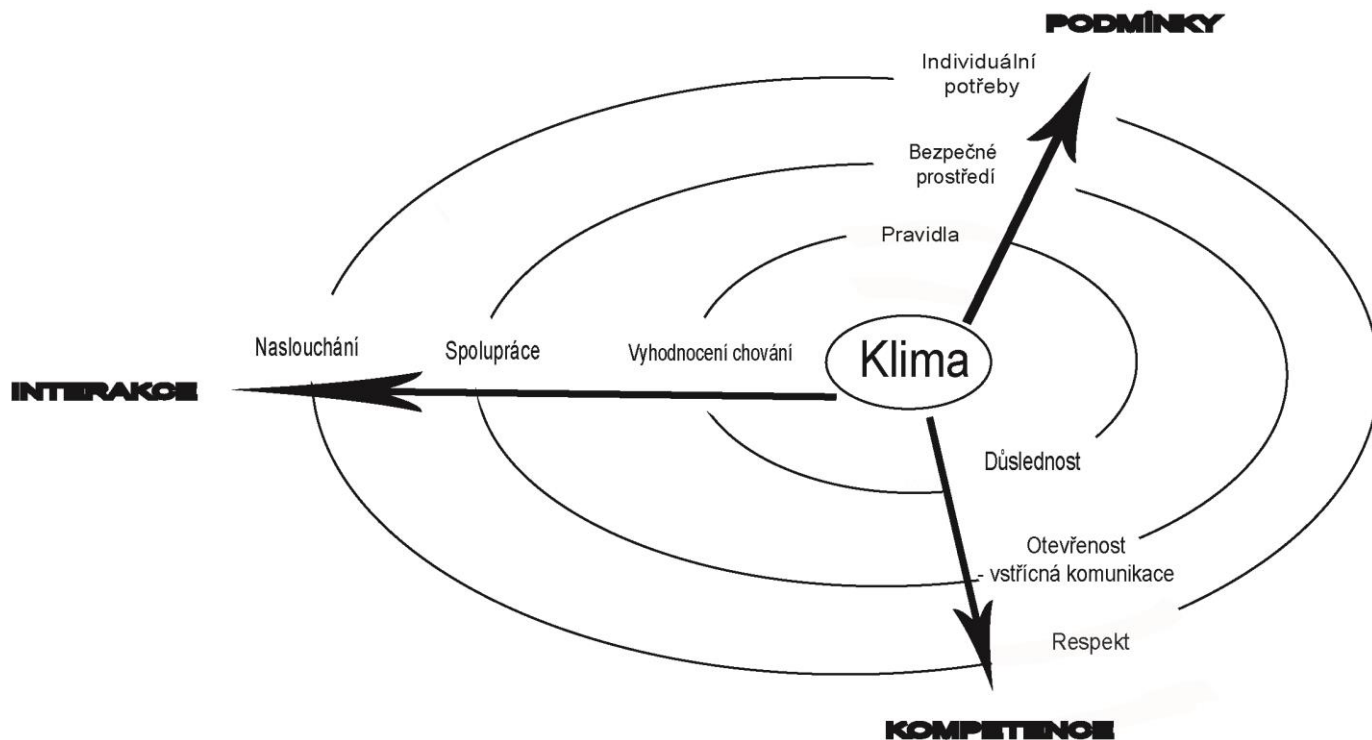 PODMÍNKY
Individuální
potřeby
Bezpečné
prostředí
Pravidla
Naslouchání
Spolupráce
Vyhodnocení chování
Klima
INTERAKCE
Důslednost
Otevřenost
- vstřícná komunikace
Respekt
KOMPETENCE